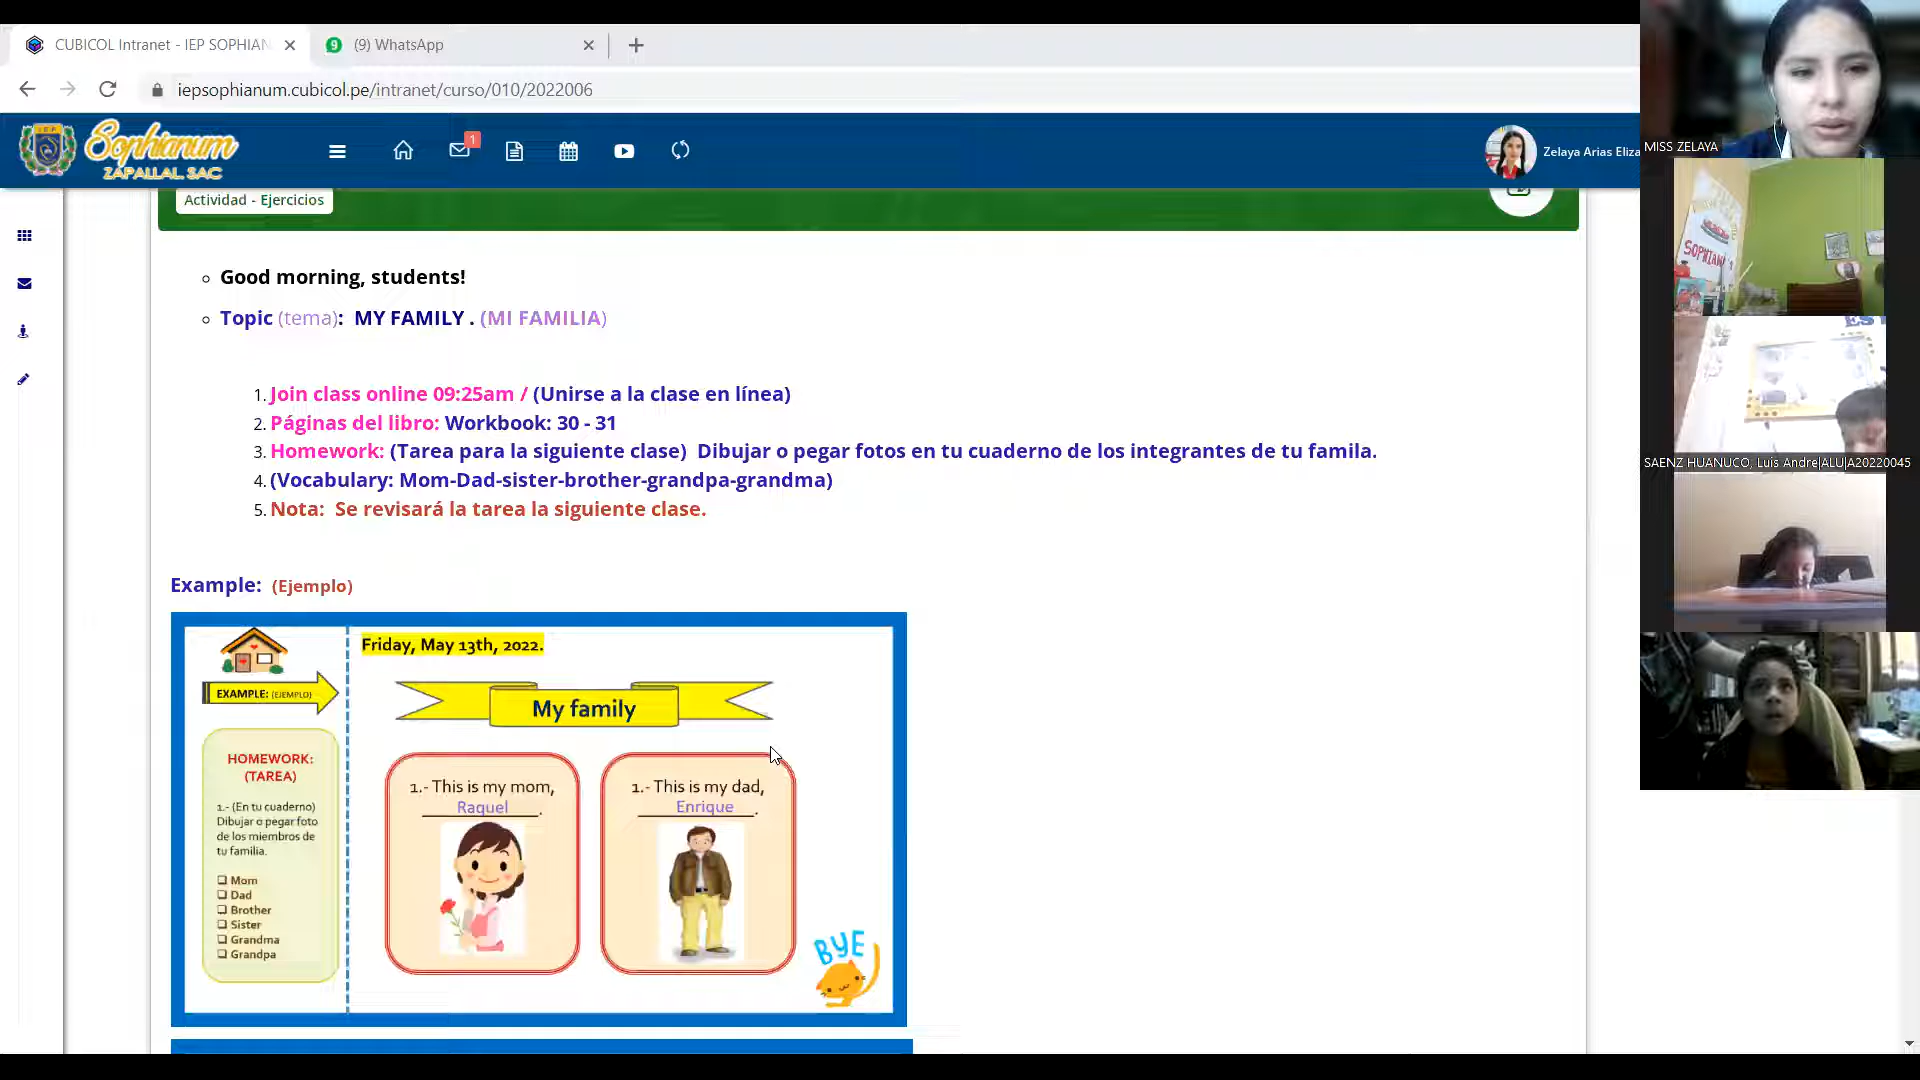 CUBICOL Intranet - IEP SOPHIAN
(9) WhatsApp
iepsophianum.cubicol.pe/intranet/curso/010/2022006
I.E.P.
Sophianum
ZAPALLAL SAC
1
Zelaya Arias Eliza
MISS ZELAYA
Actividad - Ejercicios
Good morning, students!
Topic (tema): MY FAMILY . (MI FAMILIA)
1. Join class online 09:25am / (Unirse a la clase en línea)
2. Páginas del libro: Workbook: 30 - 31
3. Homework: (Tarea para la siguiente clase) Dibujar o pegar fotos en tu cuaderno de los integrantes de tu famila.
4. (Vocabulary: Mom-Dad-sister-brother-grandpa-grandma)
5. Nota: Se revisará la tarea la siguiente clase.
Example: (Ejemplo)
EXAMPLE: (EJEMPLO)
HOMEWORK:
(TAREA)
1.- (En tu cuaderno)
Dibujar o pegar foto
de los miembros de
tu familia.
Mom
Dad
Brother
Sister
Grandma
Grandpa
Friday, May 13th, 2022.
My family
1.- This is my mom,
Raquel.
1.- This is my dad,
Enrique.
BYE
SOPHIAN
SAENZ HUANUCO, Luis Andre|ALU|A20220045